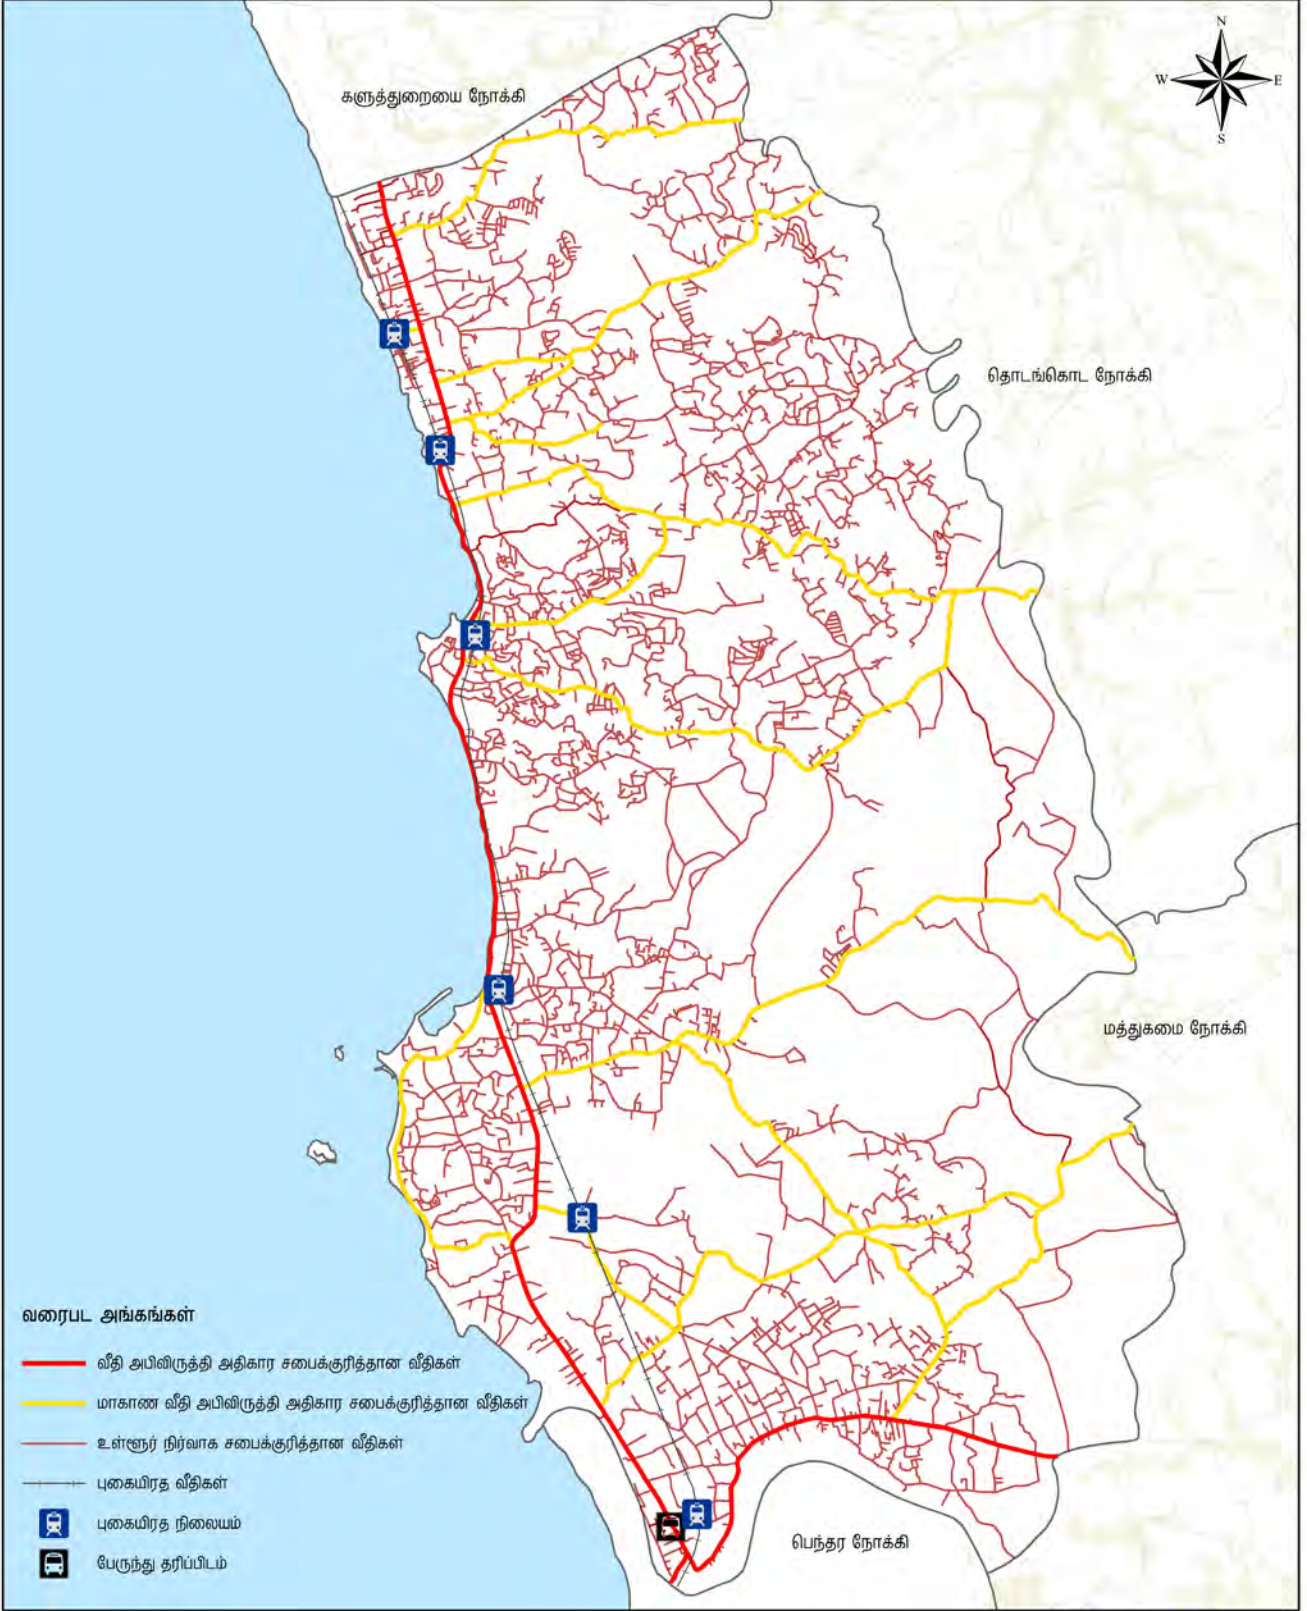 N
W
E
S
களுத்துறையை நோக்கி
தொடங்கொட நோக்கி
மத்துகமை நோக்கி
பெந்தர நோக்கி
வரைபட அங்கங்கள்
வீதி அபிவிருத்தி அதிகார சபைக்குரித்தான வீதிகள்
மாகாண வீதி அபிவிருத்தி அதிகார சபைக்குரித்தான வீதிகள்
உள்ளூர் நிர்வாக சபைக்குரித்தான வீதிகள்
புகையிரத வீதிகள்
புகையிரத நிலையம்
பேருந்து தரிப்பிடம்